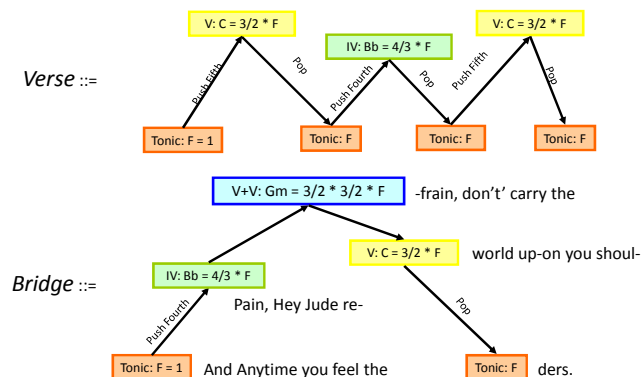 V: C = 3/2 * F
V: C = 3/2 * F
IV: Bb = 4/3 * F
Verse ::=
Push Fifth
Pop
Push Fourth
Pop
Push Fifth
Pop
Tonic: F = 1
Tonic: F
Tonic: F
Tonic: F
V+V: Gm = 3/2 * 3/2 * F
-frain, don’t’ carry the
V: C = 3/2 * F
world up-on you shoul-
IV: Bb = 4/3 * F
Bridge ::=
Pain, Hey Jude re-
Push Fourth
Pop
Tonic: F = 1
And Anytime you feel the
Tonic: F
ders.